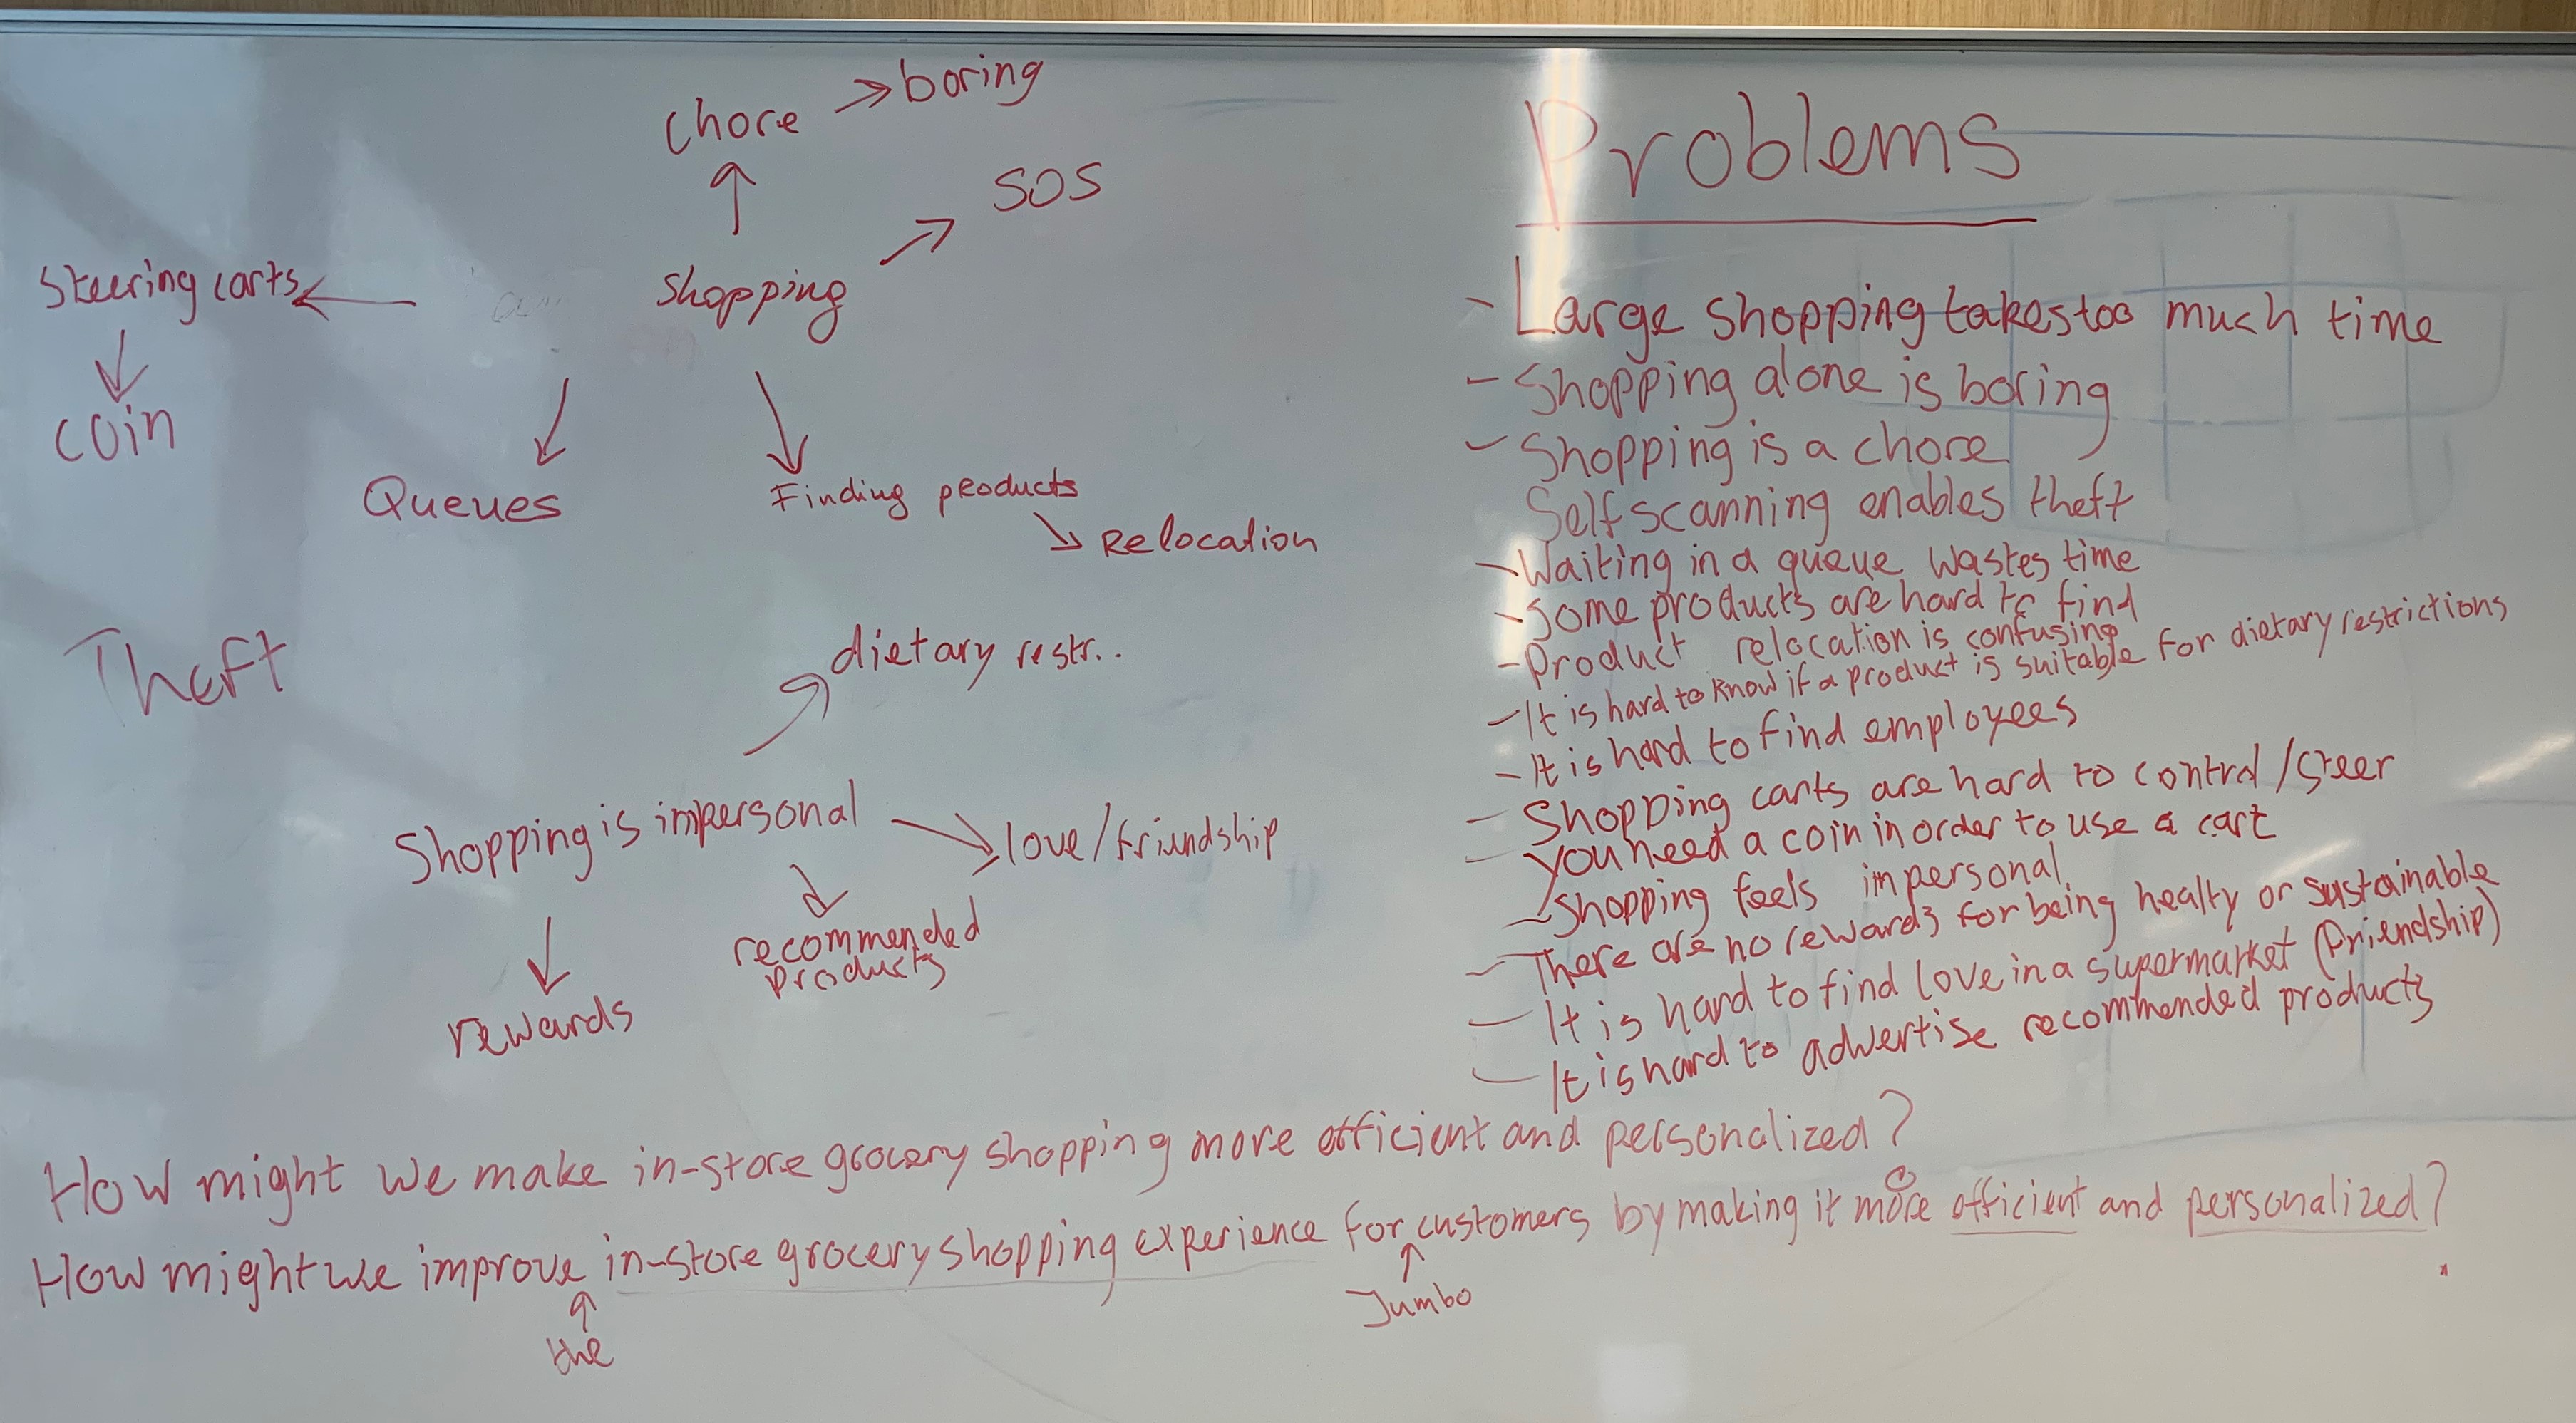 Chore → boring
SOS
Shopping
Steering carts
coin
Queues
Finding products
Relocation
Theft
dietary restr..
Shopping is impersonal
love/friendship
recommended
products
rewards
Problems
- Large shopping takes too much time
- Shopping alone is boring
- Shopping is a chore
Self scanning enables theft
- Waiting in a queue wastes time
- Some products are hard to find
- Product relocation is confusing
- It is hard to know if a product is suitable for dietary restrictions
- It is hard to find employees
- Shopping carts are hard to control/steer
- you need a coin in order to use a cart
- Shopping feels impersonal
- There are no rewards for being healty or sustainable
- It is hard to find love in a supermarket (friendship)
- It is hard to advertise recommended products
How might we make in-store grocery shopping more efficient and personalized?
How might we improve in-store grocery shopping experience for customers by making it more efficient and personalized?
the
Jumbo